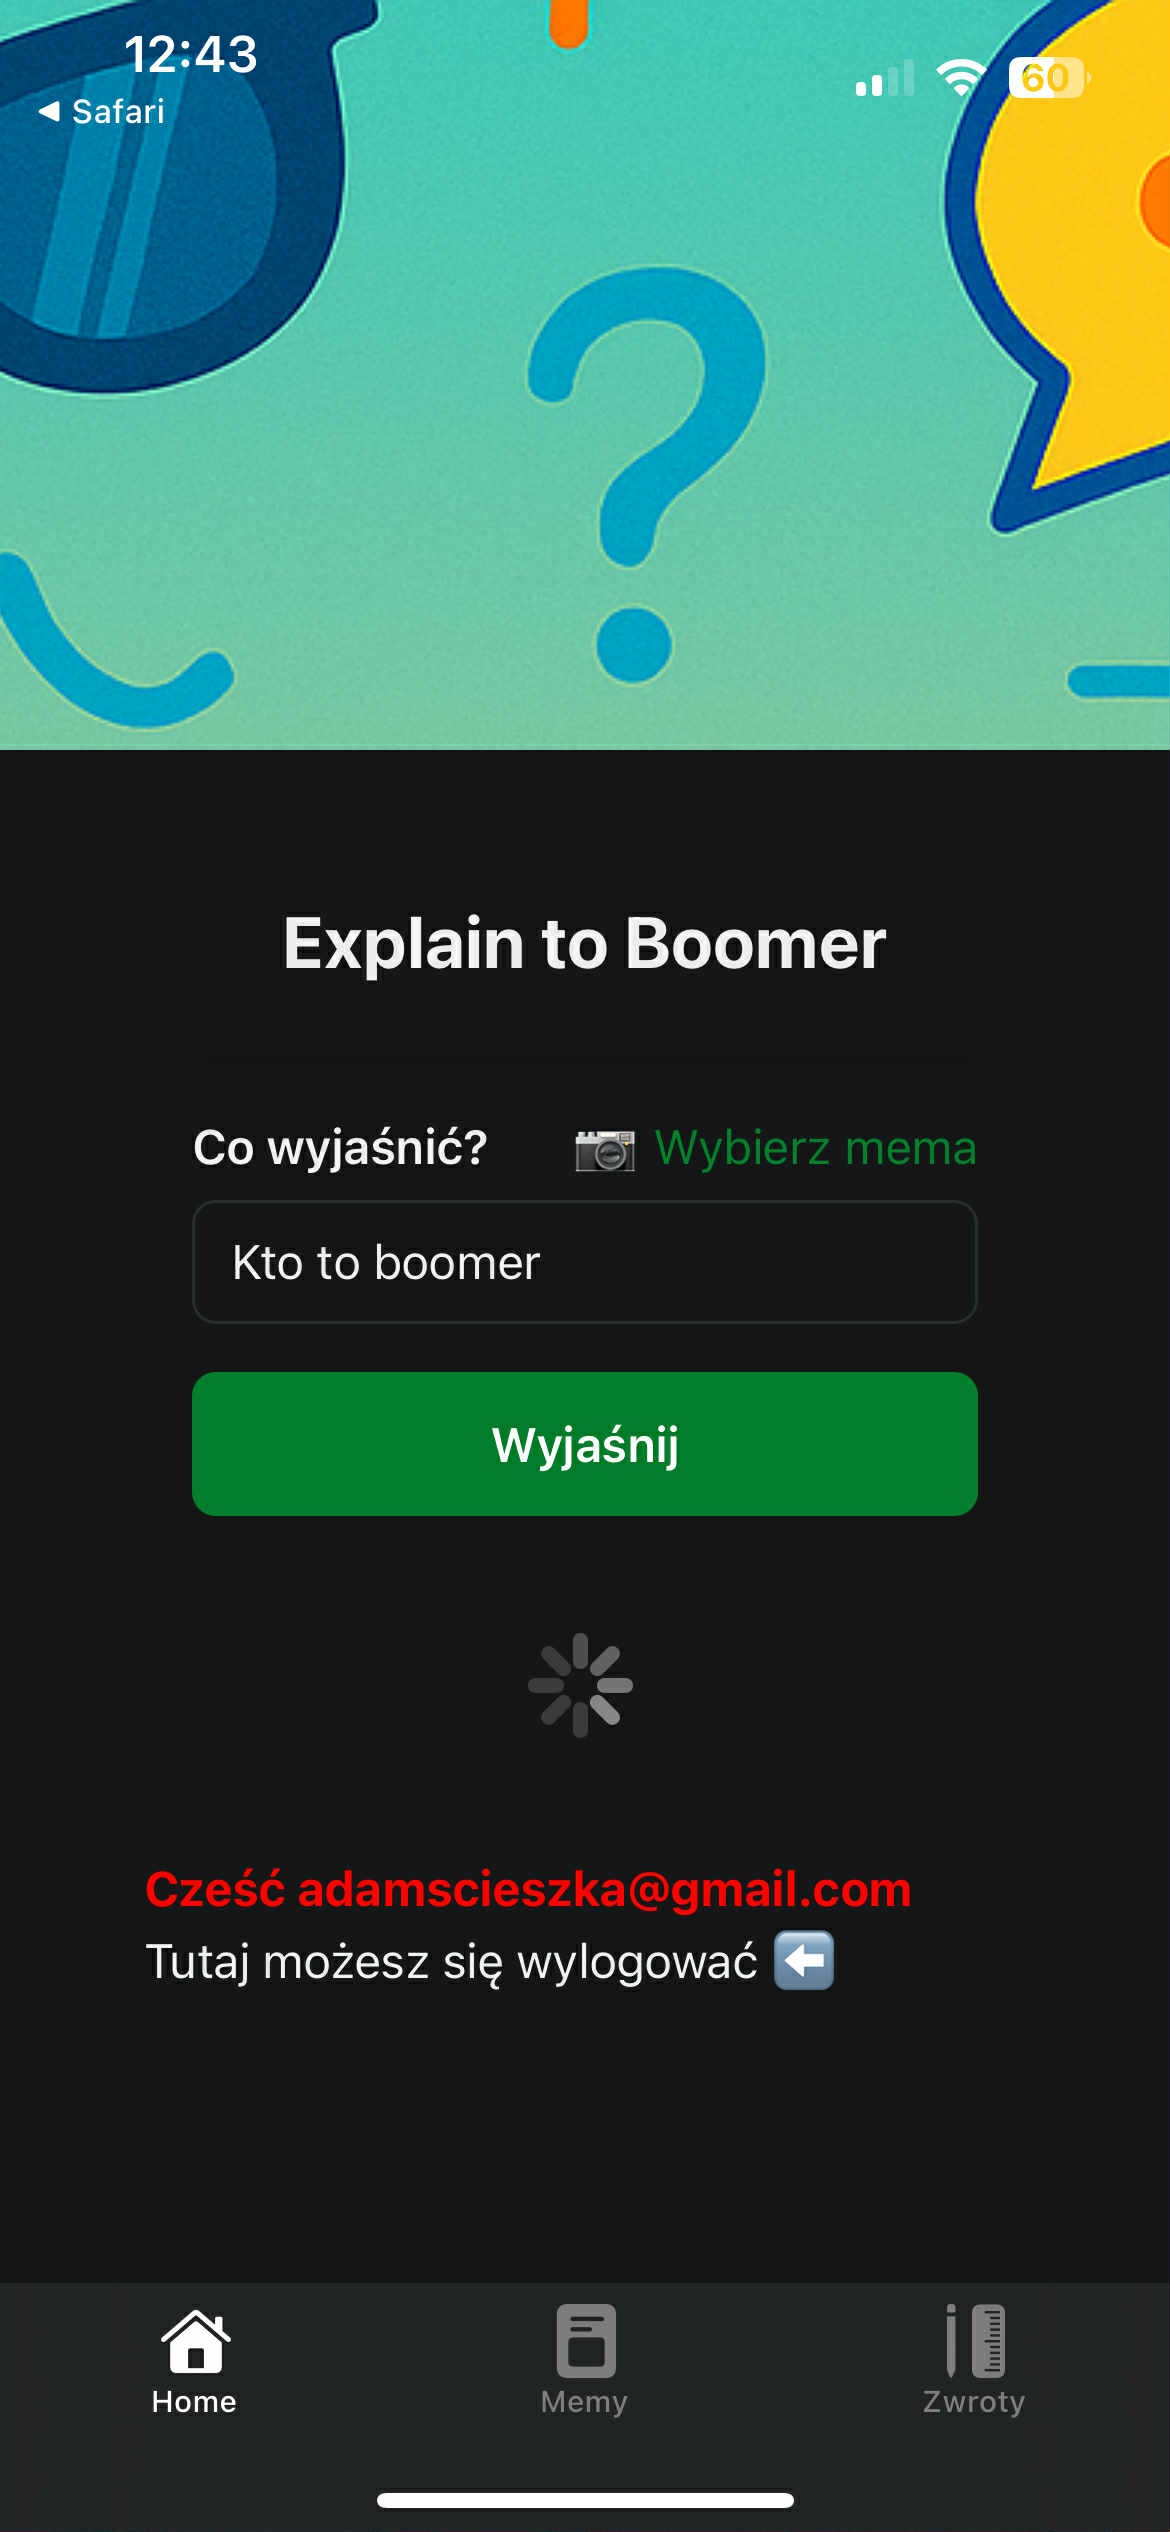 12:43
Safari
60
Explain to Boomer
Co wyjaśnić?
Wybierz mema
Kto to boomer
Wyjaśnij
Cześć adamscieszka@gmail.com
Tutaj możesz się wylogować
Home
Memy
Zwroty